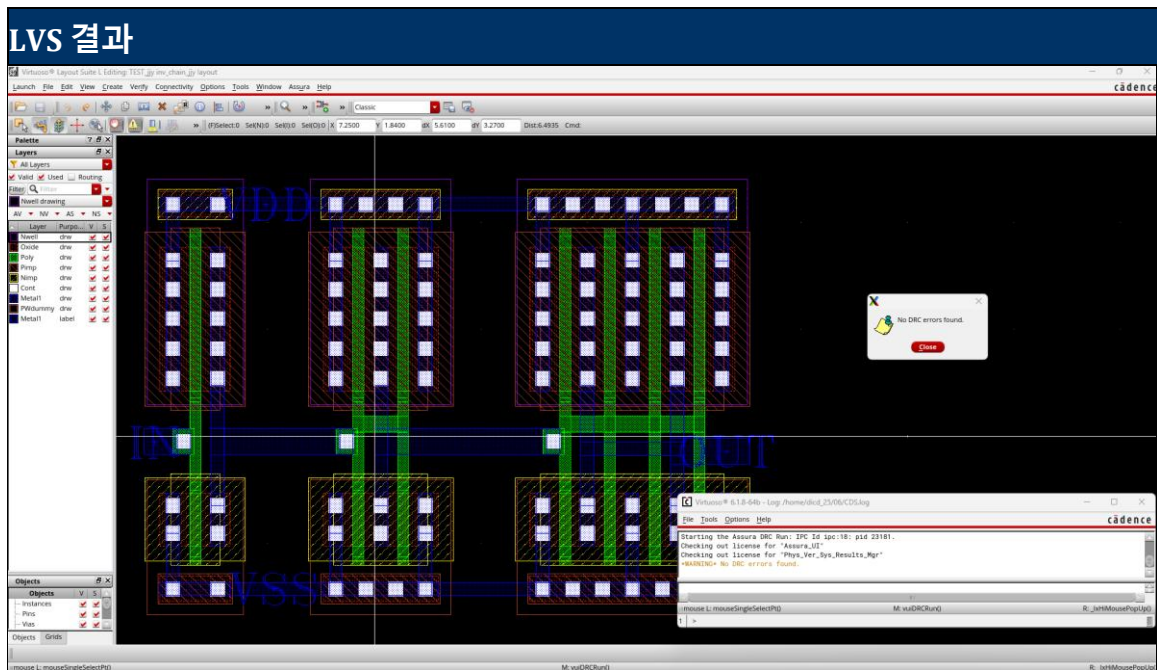 LVS 결과
Virtuoso® Layout Suite L Editing: TEST_jjy inv_chain_jjy layout
Launch File Edit View Create Verify Connectivity Options Tools Window Assura Help
cādence
Classic
(F)Select:0 Sel(N):0 Sel(I):0 Sel(O):0 X 7.2500 Y 1.8400 dX 5.6100 dY 3.2700 Dist:6.4935 Cmd:
Palette
Layers
All Layers
Valid Used Routing
Filter
Nwell drawing
AV NV AS NS
Layer Purpo... V S
Nwell drw
Oxide drw
Poly drw
Pimp drw
Nimp drw
Cont drw
Metal1 drw
PWdummy drw
Metal1 label
VDD
IN
OUT
VSS
No DRC errors found.
Close
Virtuoso® 6.1.8-64b - Log: /home/dicd_23/06/CDS.log
File Tools Options Help
cādence
Starting the Assura DRC Run: IPC Id ipc:18: pid 23181.
Checking out license for 'Assura_UI'
Checking out license for "Phys_Ver_Sys_Results_Mgr"
*WARNING* No DRC errors found.
mouse L: mouseSingleSelectPt() M: vuiDRCRun() R: _lxHiMousePopUp()
1 >
Objects
Objects V S
Instances
Pins
Vias
Objects Grids
mouse L: mouseSingleSelectPt() M: vuiDRCRun() R: _lxHiMousePopUp()